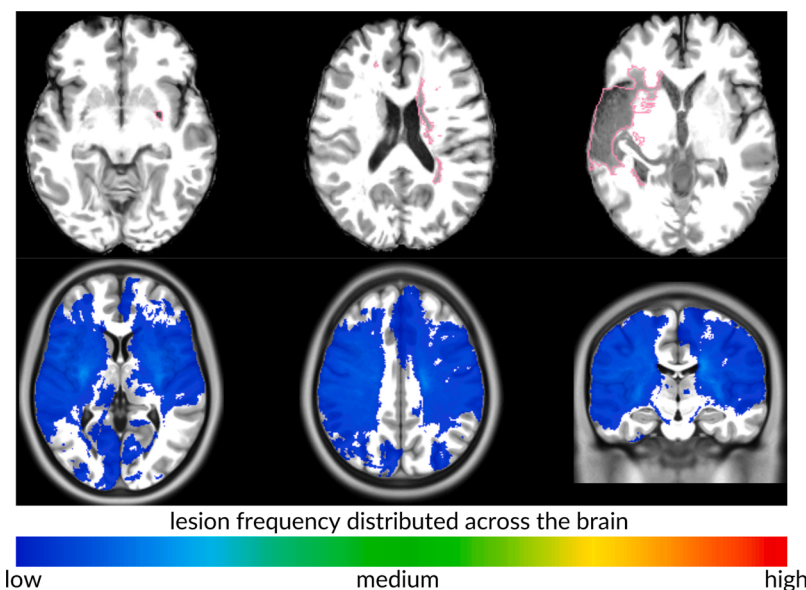 lesion frequency distributed across the brain
low medium high